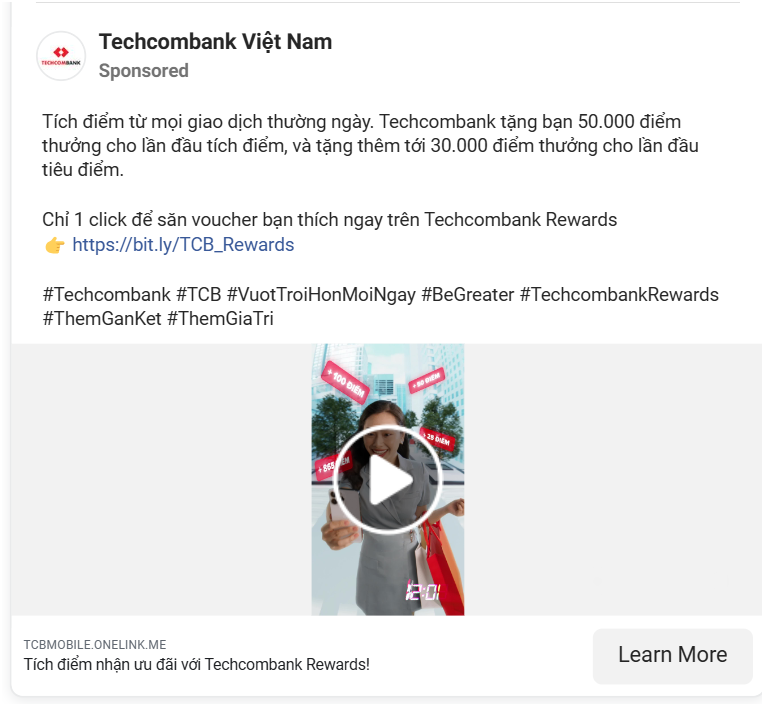 Techcombank Việt Nam
TECHCOMBANK
Sponsored
Tích điểm từ mọi giao dịch thường ngày. Techcombank tặng bạn 50.000 điểm
thưởng cho lần đầu tích điểm, và tặng thêm tới 30.000 điểm thưởng cho lần đầu
tiêu điểm.
Chỉ 1 click để săn voucher bạn thích ngay trên Techcombank Rewards
👉 https://bit.ly/TCB_Rewards
#Techcombank #TCB #VuotTroiHonMoiNgay #BeGreater #TechcombankRewards
#ThemGanKet #ThemGiaTri
+ 100 ĐIỂM
+ 50 ĐIỂM
+ 25 ĐIỂM
12:01
TCBMOBILE.ONELINK.ME
Tích điểm nhận ưu đãi với Techcombank Rewards!
Learn More